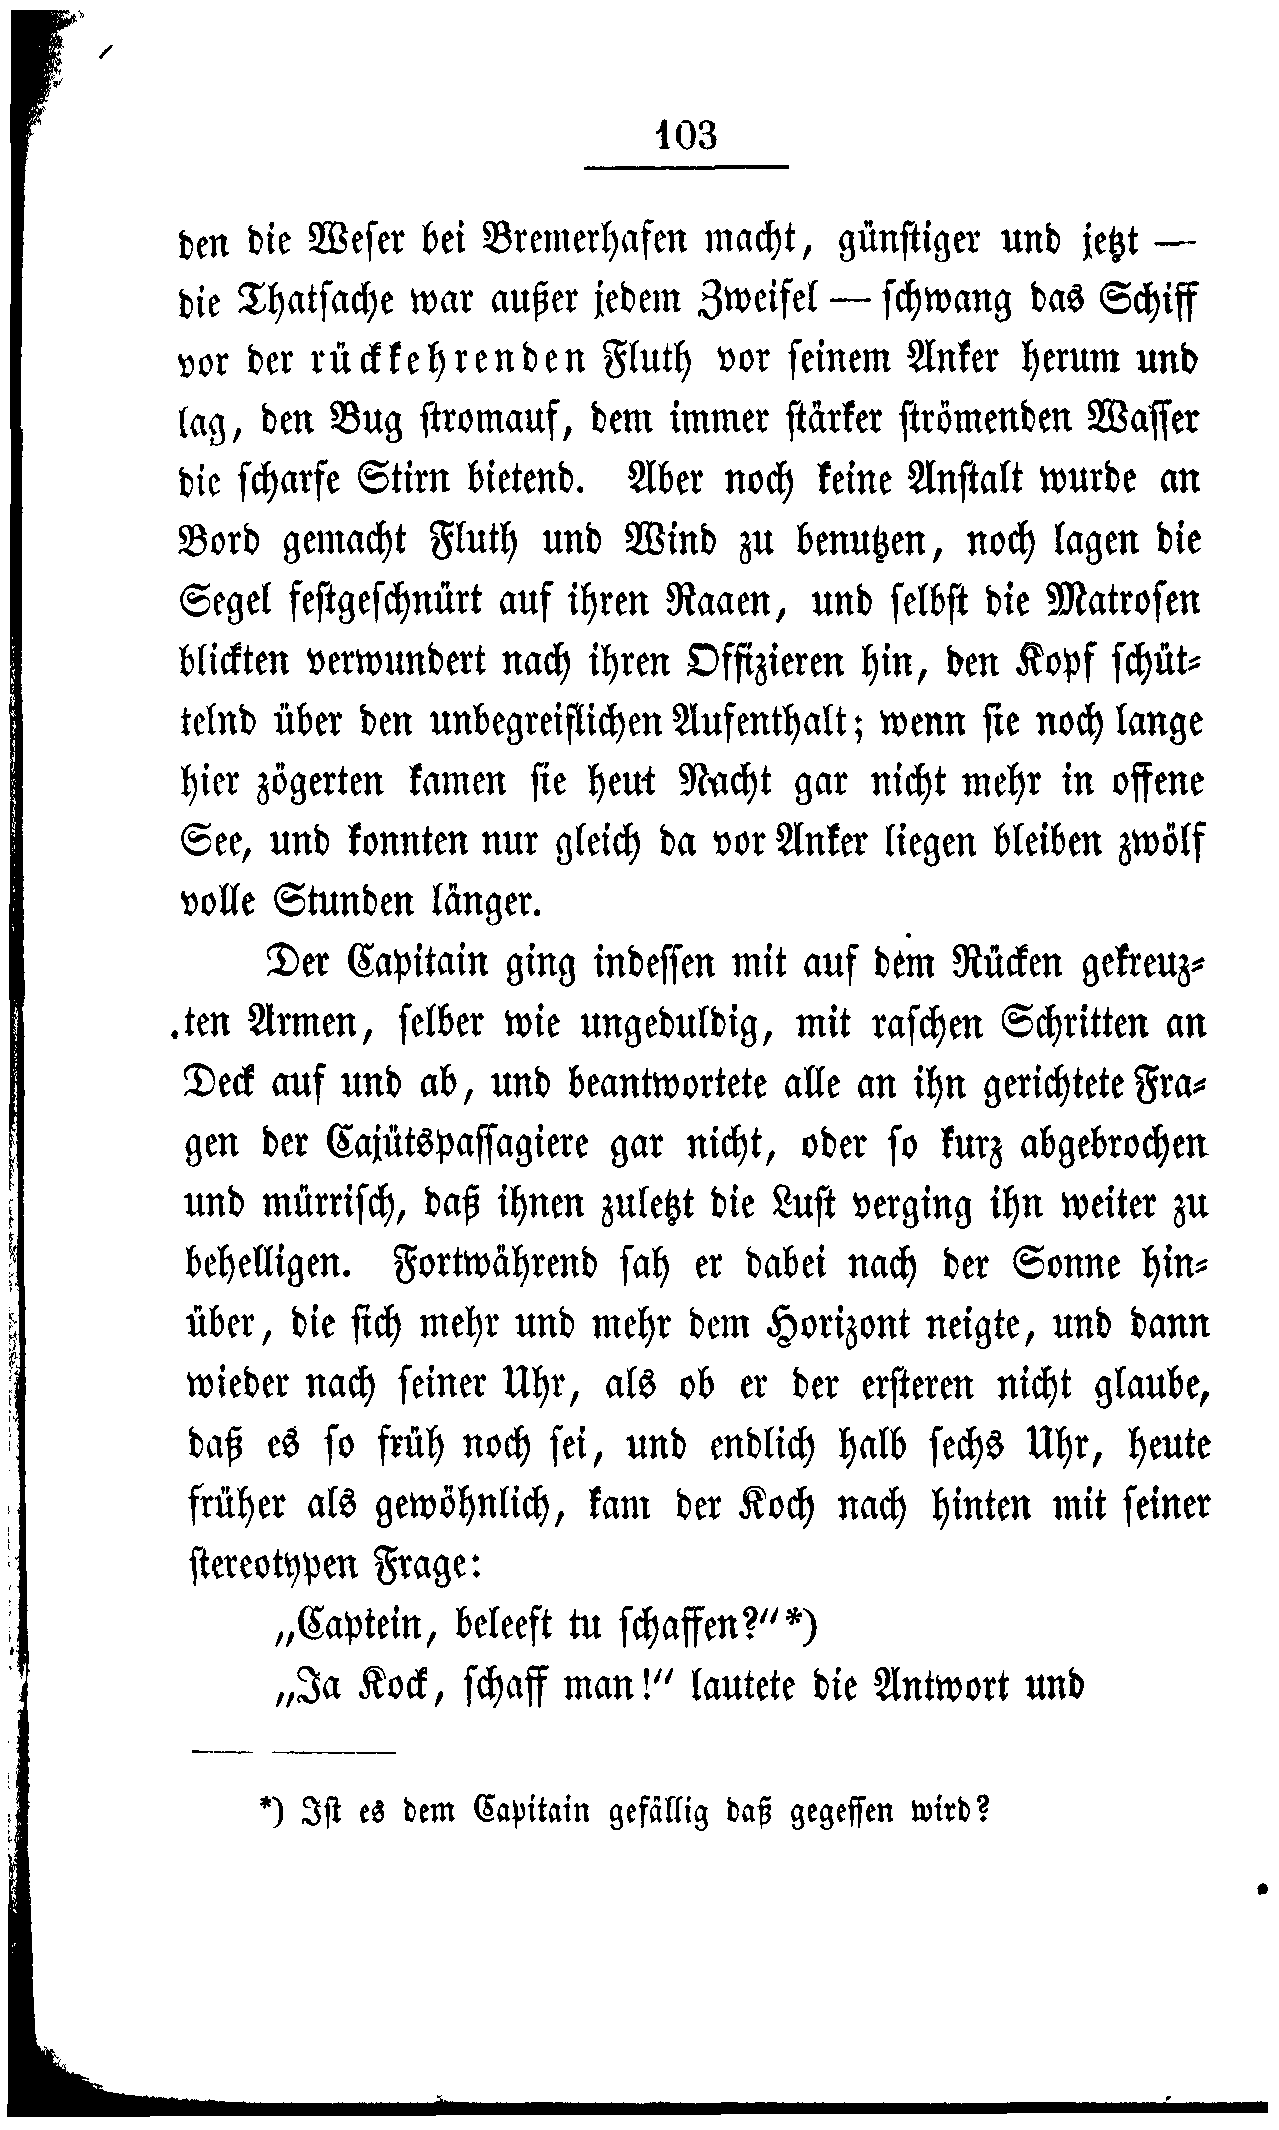 103
den die Weser bei Bremerhafen macht, günstiger und jetzt —
die Thatsache war außer jedem Zweifel — schwang das Schiff
vor der rückkehrenden Fluth vor seinem Anker herum und
lag, den Bug stromauf, dem immer stärker strömenden Wasser
die scharfe Stirn bietend. Aber noch keine Anstalt wurde an
Bord gemacht Fluth und Wind zu benutzen, noch lagen die
Segel festgeschnürt auf ihren Raaen, und selbst die Matrosen
blickten verwundert nach ihren Offizieren hin, den Kopf schüt-
telnd über den unbegreiflichen Aufenthalt; wenn sie noch lange
hier zögerten kamen sie heut Nacht gar nicht mehr in offene
See, und konnten nur gleich da vor Anker liegen bleiben zwölf
volle Stunden länger.
Der Capitain ging indessen mit auf dem Rücken gekreuz-
ten Armen, selber wie ungeduldig, mit raschen Schritten an
Deck auf und ab, und beantwortete alle an ihn gerichtete Fra-
gen der Cajütspassagiere gar nicht, oder so kurz abgebrochen
und mürrisch, daß ihnen zuletzt die Lust verging ihn weiter zu
behelligen. Fortwährend sah er dabei nach der Sonne hin-
über, die sich mehr und mehr dem Horizont neigte, und dann
wieder nach seiner Uhr, als ob er der ersteren nicht glaube,
daß es so früh noch sei, und endlich halb sechs Uhr, heute
früher als gewöhnlich, kam der Koch nach hinten mit seiner
stereotypen Frage:
„Captein, beleeft tu schaffen?“*)
„Ja Kock, schaff man!“ lautete die Antwort und
*) Ist es dem Capitain gefällig daß gegessen wird?